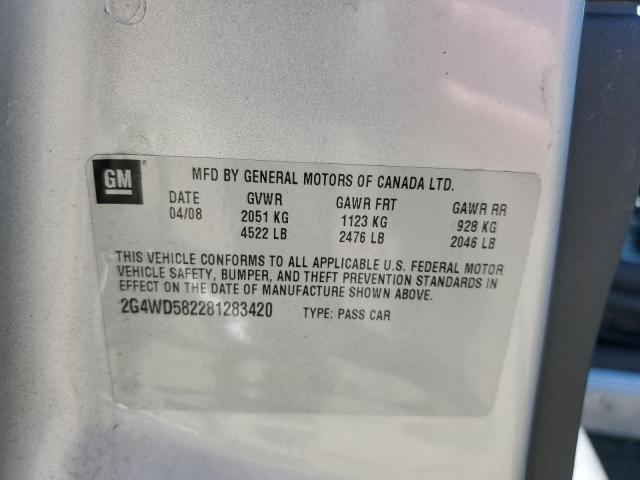 GM ® MFD BY GENERAL MOTORS OF CANADA LTD.
DATE GVWR GAWR FRT GAWR RR
04/08 2051 KG 1123 KG 928 KG
4522 LB 2476 LB 2046 LB
THIS VEHICLE CONFORMS TO ALL APPLICABLE U.S. FEDERAL MOTOR
VEHICLE SAFETY, BUMPER, AND THEFT PREVENTION STANDARDS IN
EFFECT ON THE DATE OF MANUFACTURE SHOWN ABOVE.
2G4WD582281283420 TYPE: PASS CAR